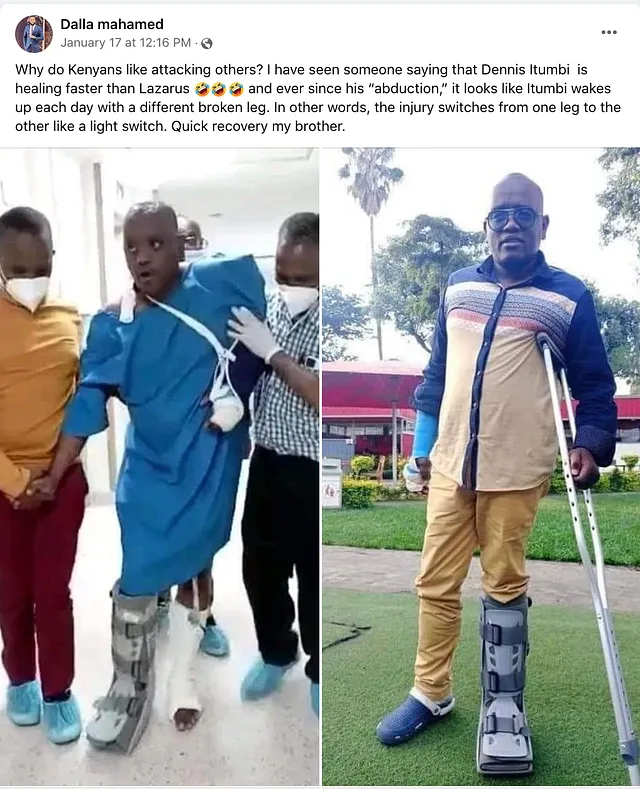 Dalla mahamed
January 17 at 12:16 PM ·
Why do Kenyans like attacking others? I have seen someone saying that Dennis Itumbi  is
healing faster than Lazarus 🤣🤣🤣 and ever since his “abduction,” it looks like Itumbi wakes
up each day with a different broken leg. In other words, the injury switches from one leg to the
other like a light switch. Quick recovery my brother.